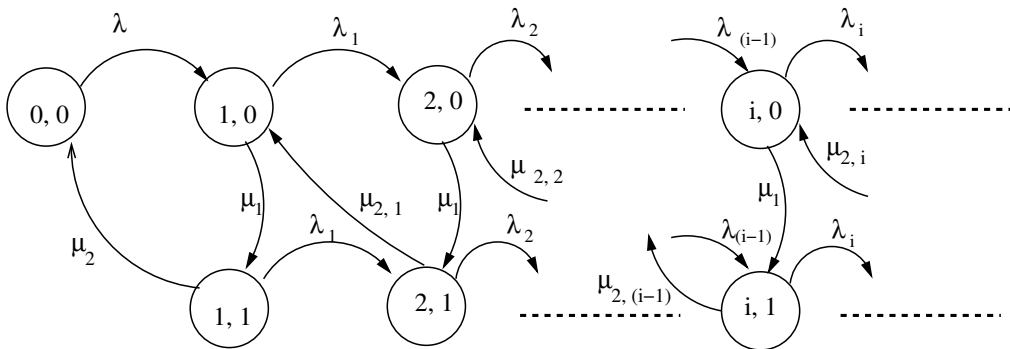 λ
λ₁
λ₂
λ₍ᵢ₋₁₎
λᵢ
0, 0
1, 0
2, 0
i, 0
μ₂
μ₁
μ₂, ₁
μ₁
μ₂, ₂
μ₁
μ₂, ᵢ
λ₁
λ₂
λ₍ᵢ₋₁₎
λᵢ
μ₂, ₍ᵢ₋₁₎
1, 1
2, 1
i, 1